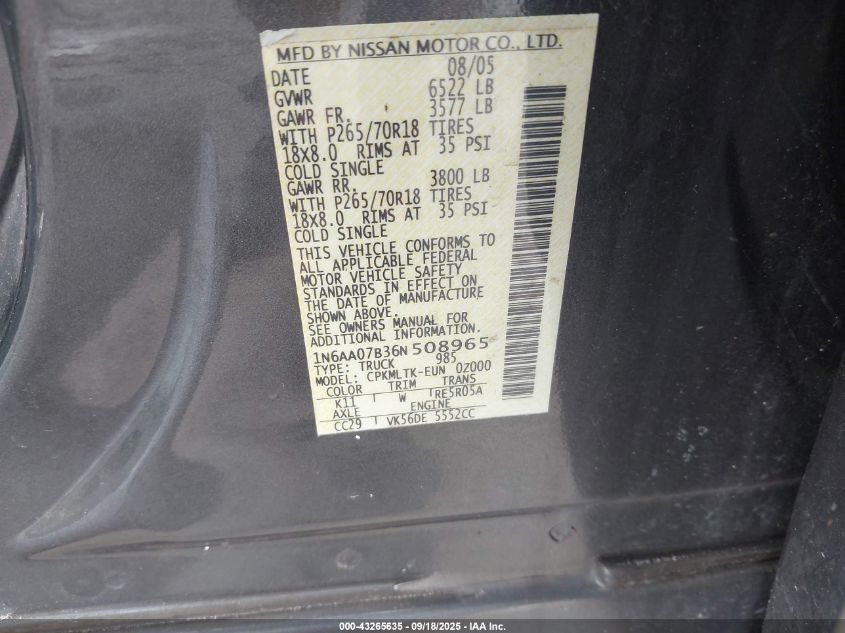 MFD BY NISSAN MOTOR CO., LTD.
DATE 08/05
GVWR 6522 LB
GAWR FR. 3577 LB
WITH P265/70R18 TIRES
18X8.0 RIMS AT 35 PSI
COLD SINGLE
GAWR RR. 3800 LB
WITH P265/70R18 TIRES
18X8.0 RIMS AT 35 PSI
COLD SINGLE
THIS VEHICLE CONFORMS TO
ALL APPLICABLE FEDERAL
MOTOR VEHICLE SAFETY
STANDARDS IN EFFECT ON
THE DATE OF MANUFACTURE
SHOWN ABOVE.
SEE OWNERS MANUAL FOR
ADDITIONAL INFORMATION.
1N6AA07B36N508965
TYPE: TRUCK 985
MODEL: CPKMLTK-EUN 0Z000
COLOR TRIM TRANS
K11 W RE5R05A
AXLE ENGINE
CC29 VK56DE 5552CC
000-43265635 - 09/18/2025 - IAA Inc.